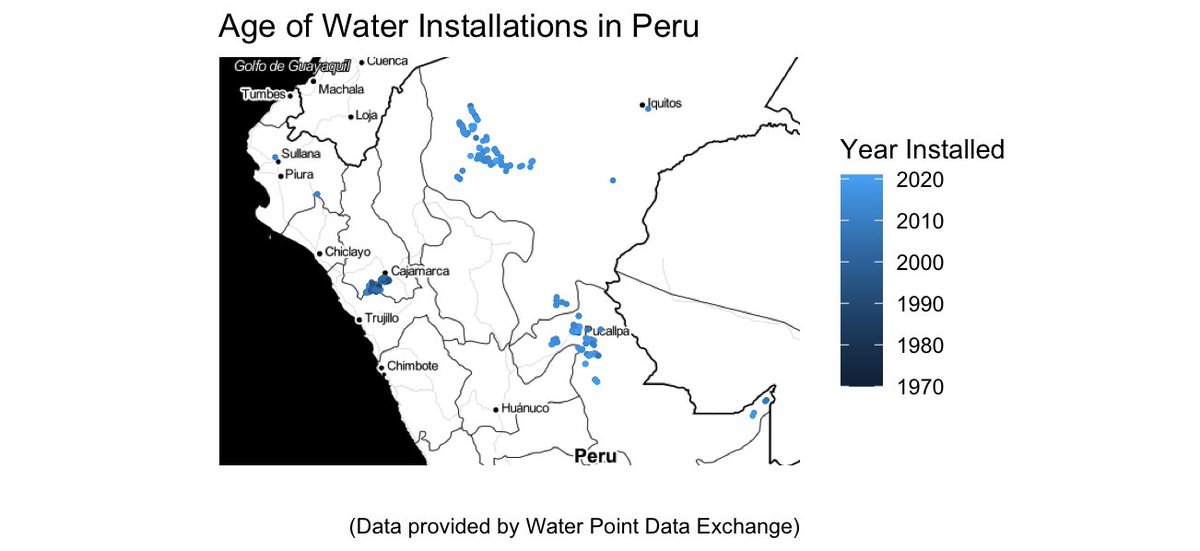 Age of Water Installations in Peru
Golfo de Guayaquil
Cuenca
Tumbes
Machala
Loja
Iquitos
Sullana
Piura
Chiclayo
Cajamarca
Trujillo
Pucallpa
Chimbote
Huánuco
Peru
Year Installed
2020
2010
2000
1990
1980
1970
(Data provided by Water Point Data Exchange)